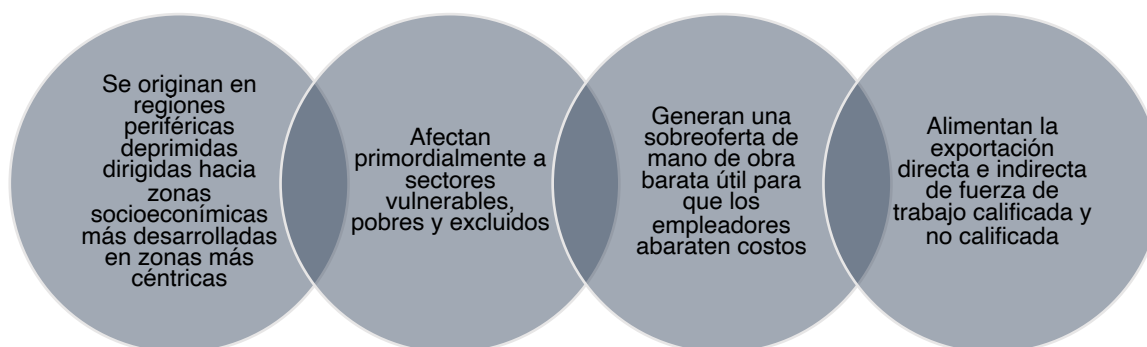 Se originan en
regiones
periféricas
deprimidas
dirigidas hacia
zonas
socioeconímicas
más desarrolladas
en zonas más
céntricas
Afectan
primordialmente a
sectores
vulnerables,
pobres y excluidos
Generan una
sobreoferta de
mano de obra
barata útil para
que los
empleadores
abaraten costos
Alimentan la
exportación
directa e indirecta
de fuerza de
trabajo calificada y
no calificada